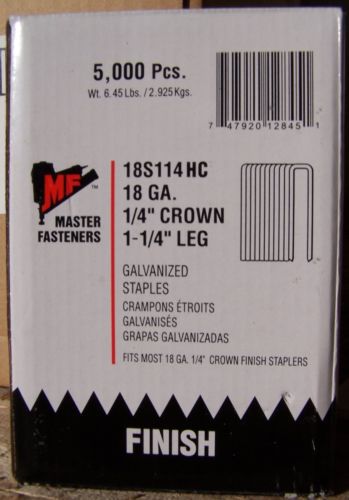 5,000 Pcs.
Wt. 6.45 Lbs. / 2.925 Kgs.
7 47920 12845 1
MF™
MASTER
FASTENERS
18S114HC
18 GA.
1/4" CROWN
1-1/4" LEG
GALVANIZED
STAPLES
CRAMPONS ÉTROITS
GALVANISÉS
GRAPAS GALVANIZADAS
FITS MOST 18 GA. 1/4" CROWN FINISH STAPLERS
FINISH